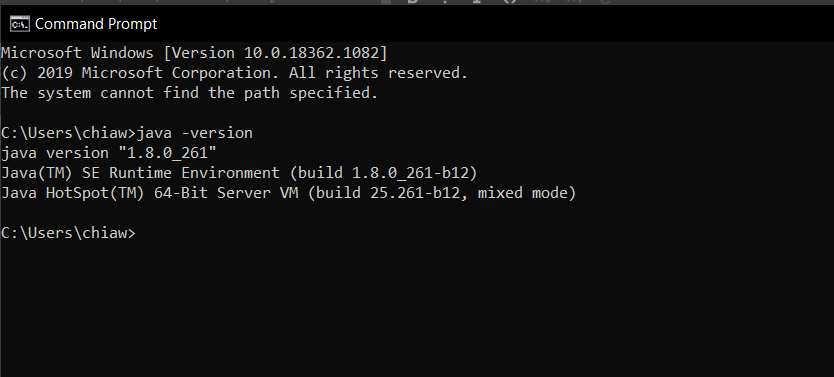 Command Prompt
Microsoft Windows [Version 10.0.18362.1082]
(c) 2019 Microsoft Corporation. All rights reserved.
The system cannot find the path specified.
C:\Users\chiaw>java -version
java version "1.8.0_261"
Java(TM) SE Runtime Environment (build 1.8.0_261-b12)
Java HotSpot(TM) 64-Bit Server VM (build 25.261-b12, mixed mode)
C:\Users\chiaw>